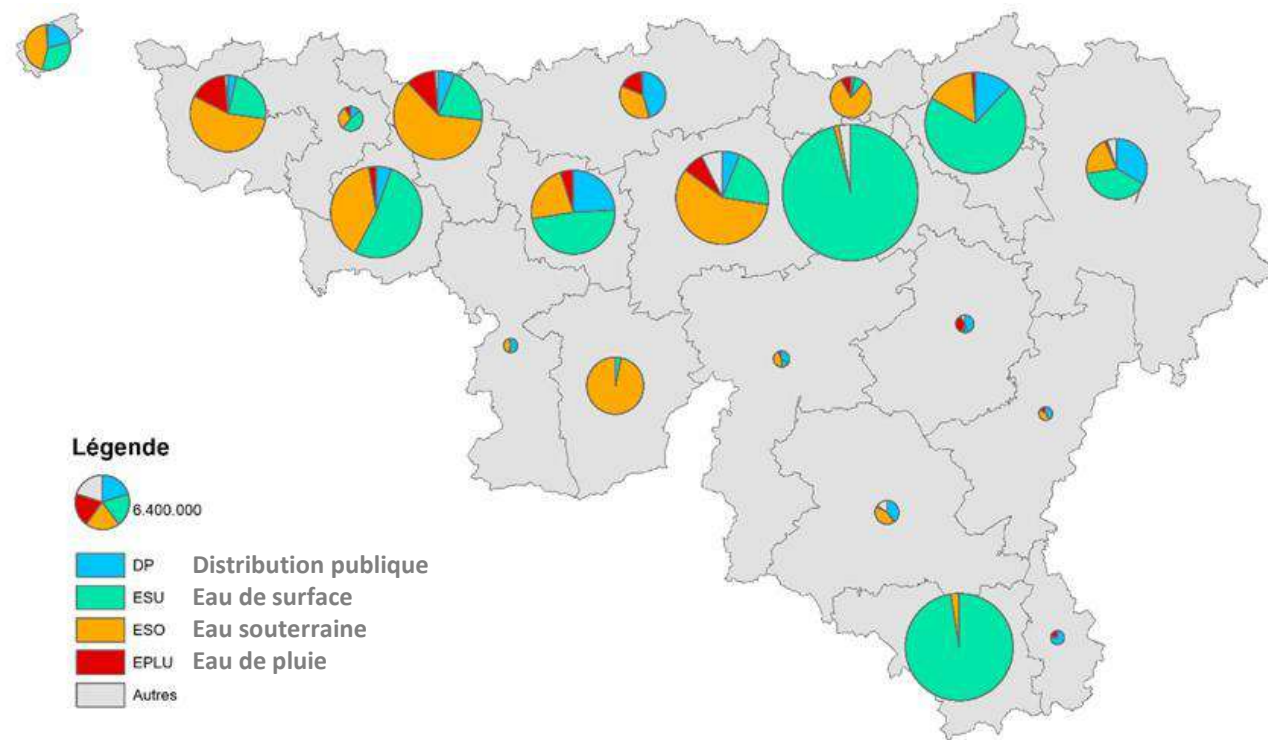 Légende
6.400.000
DP Distribution publique
ESU Eau de surface
ESO Eau souterraine
EPLU Eau de pluie
Autres